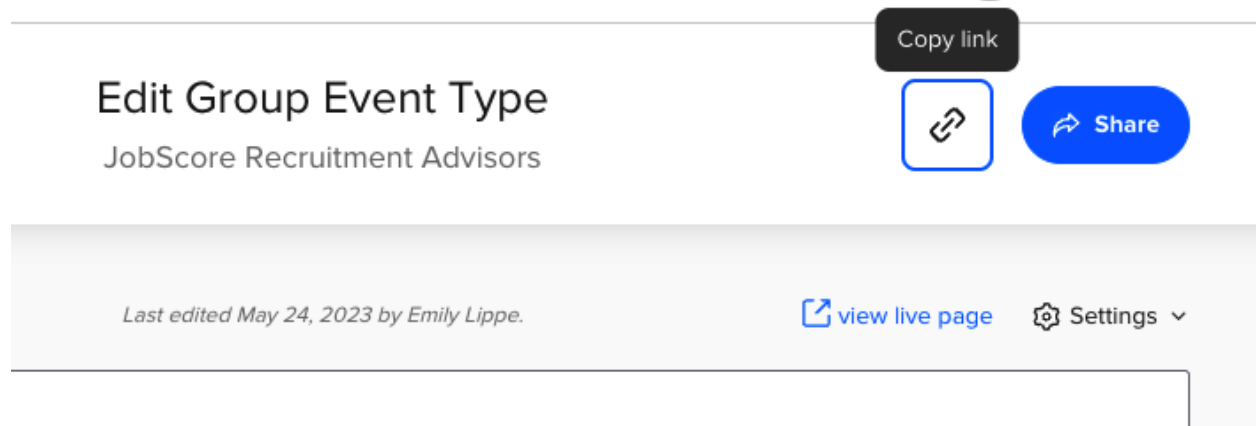 Copy link
Edit Group Event Type
Share
JobScore Recruitment Advisors
Last edited May 24, 2023 by Emily Lippe.
view live page
Settings